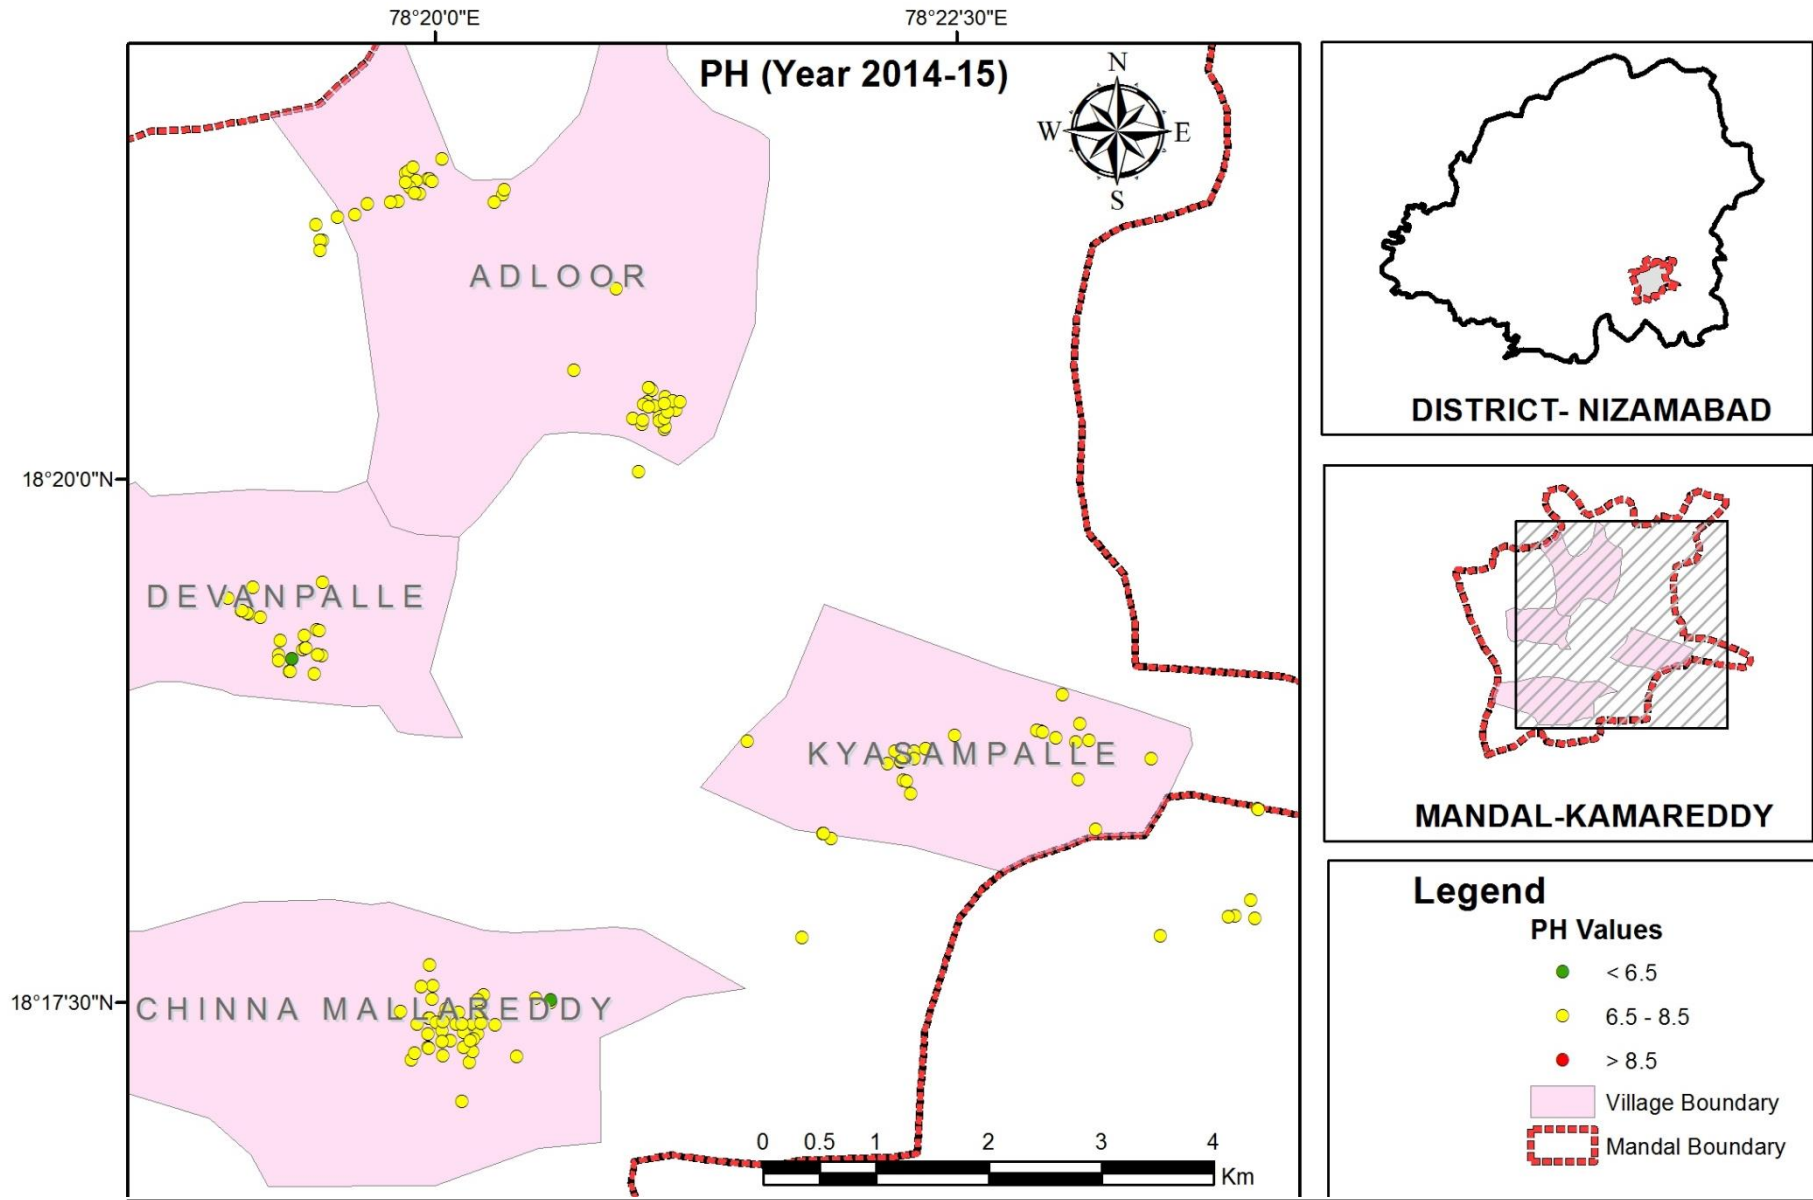 78°20'0"E
78°22'30"E
PH (Year 2014-15)
N
W
E
S
ADLOOR
18°20'0"N
DEVANPALLE
KYASAMPALLE
18°17'30"N
CHINNA MALLAREDDY
0 0.5 1 2 3 4
Km
DISTRICT- NIZAMABAD
MANDAL-KAMAREDDY
Legend
PH Values
< 6.5
6.5 - 8.5
> 8.5
Village Boundary
Mandal Boundary